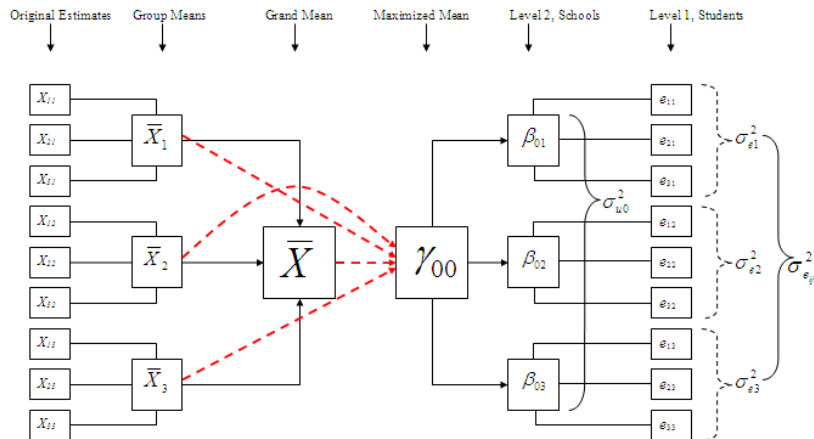 Original Estimates Group Means Grand Mean Maximized Mean Level 2, Schools Level 1, Students
X₁₁
X₂₁
X₃₁
X̅₁
X₁₂
X₂₂
X₃₂
X̅₂
X₁₃
X₂₃
X₃₃
X̅₃
X̅
γ₀₀
β₀₁
β₀₂
β₀₃
σ²ᵤ₀
e₁₁
e₂₁
e₃₁
σ²ₑ₁
e₁₂
e₂₂
e₃₂
σ²ₑ₂
e₁₃
e₂₃
e₃₃
σ²ₑ₃
σ²ₑᵢⱼ